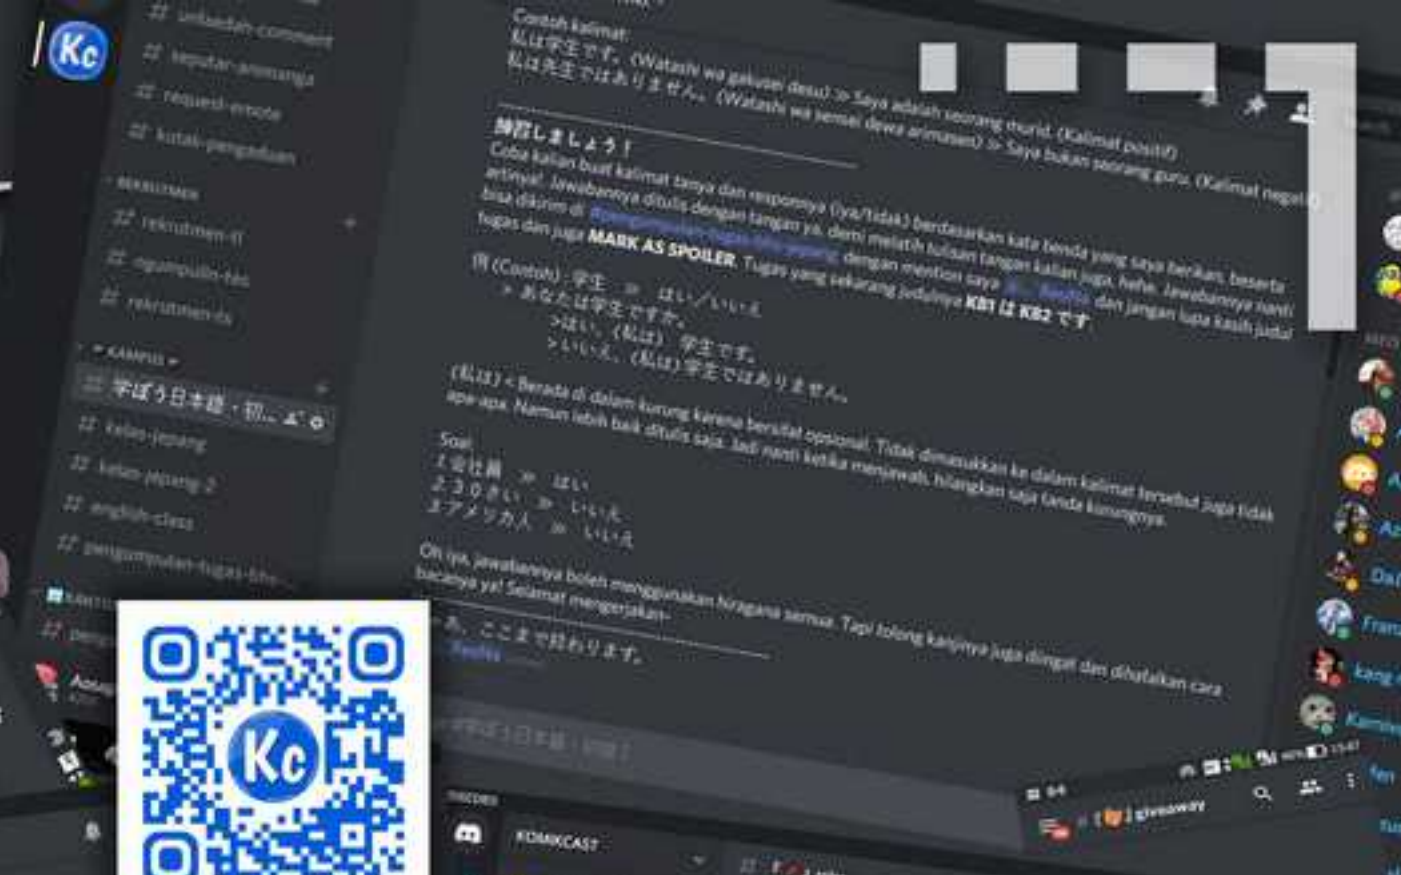 Kc
request-emote
kutak-pengaduan
REKRUTMEN
rekrutmen-tl
ngumpulin-tes
rekrutmen-ts
KAMPUS
学ぼう日本語・初...
kelas-jepang
kelas-jepang-2
english-class
pengumpulan-tugas-bhs-
Contoh kalimat:
私は学生です。(Watashi wa gakusei desu) >> Saya adalah seorang murid. (Kalimat positif)
私は先生ではありません。(Watashi wa sensei dewa arimasen) >> Saya bukan seorang guru. (Kalimat negatif)
しましょう!
Coba kalian buat kalimat tanya dan responnya (iya/tidak) berdasarkan kata benda yang saya berikan, beserta
artinya! Jawabannya ditulis dengan tangan ya, demi melatih tulisan tangan kalian juga, hehe. Jawabannya nanti
bisa dikirim di dengan mention saya dan jangan lupa kasih judul
tugas dan juga MARK AS SPOILER. Tugas yang sekarang judulnya KB1 は KB2 です.
例 (Contoh) : 学生 >> はい/いいえ
> あなたは学生ですか。
>はい、(私は) 学生です。
>いいえ、(私は)学生ではありません。
(私は) < Berada di dalam kurung karena bersifat opsional. Tidak dimasukkan ke dalam kalimat tersebut juga tidak
apa-apa. Namun lebih baik ditulis saja. Jadi nanti ketika menjawab, hilangkan saja tanda kurungnya.
Soal:
1.会社員 >> はい
2.30さい >> いいえ
3.アメリカ人 >> いいえ
Oh iya, jawabannya boleh menggunakan hiragana semua. Tapi tolong kanjinya juga diingat dan dihafalkan cara
bacanya ya! Selamat mengerjakan~
ここまで終わります。
Kc
DISCORD
KOMIKCAST
giveaway
Franz
kang
fen